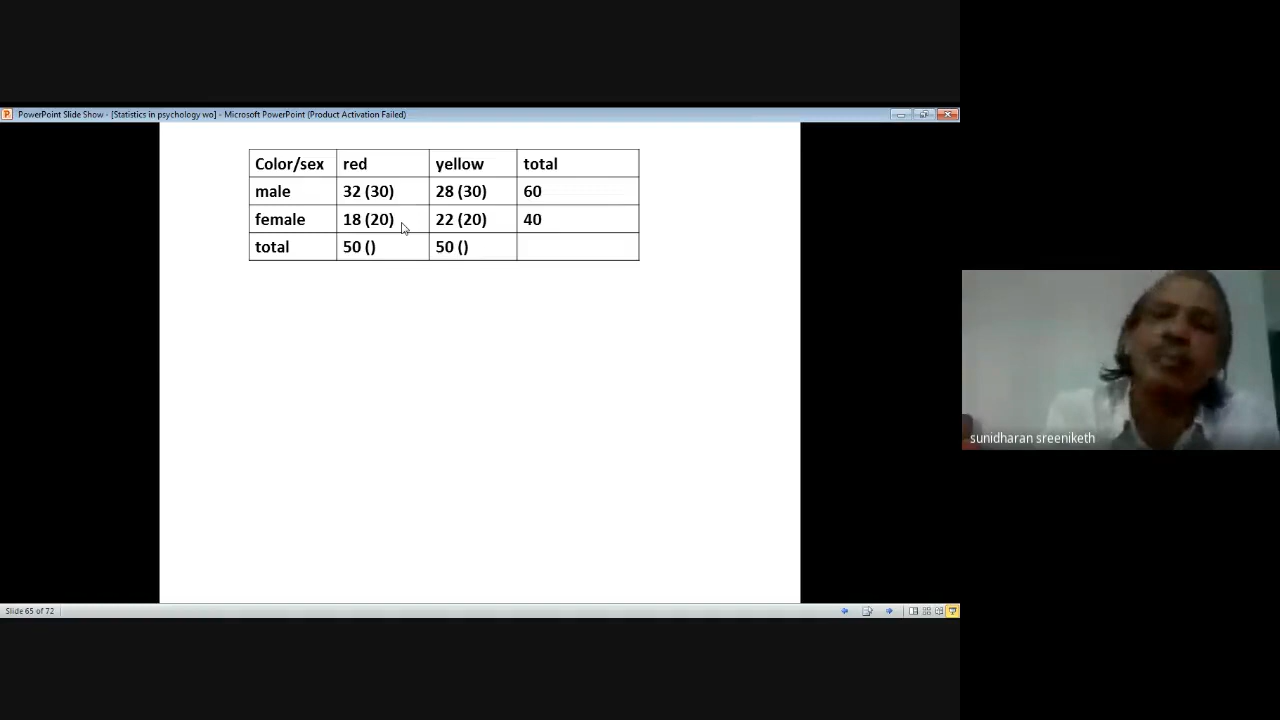 PowerPoint Slide Show - [Statistics in psychology wo] - Microsoft PowerPoint (Product Activation Failed)
Color/sex red yellow total
male 32 (30) 28 (30) 60
female 18 (20) 22 (20) 40
total 50 () 50 ()
sunidharan sreeniketh
Slide 65 of 72